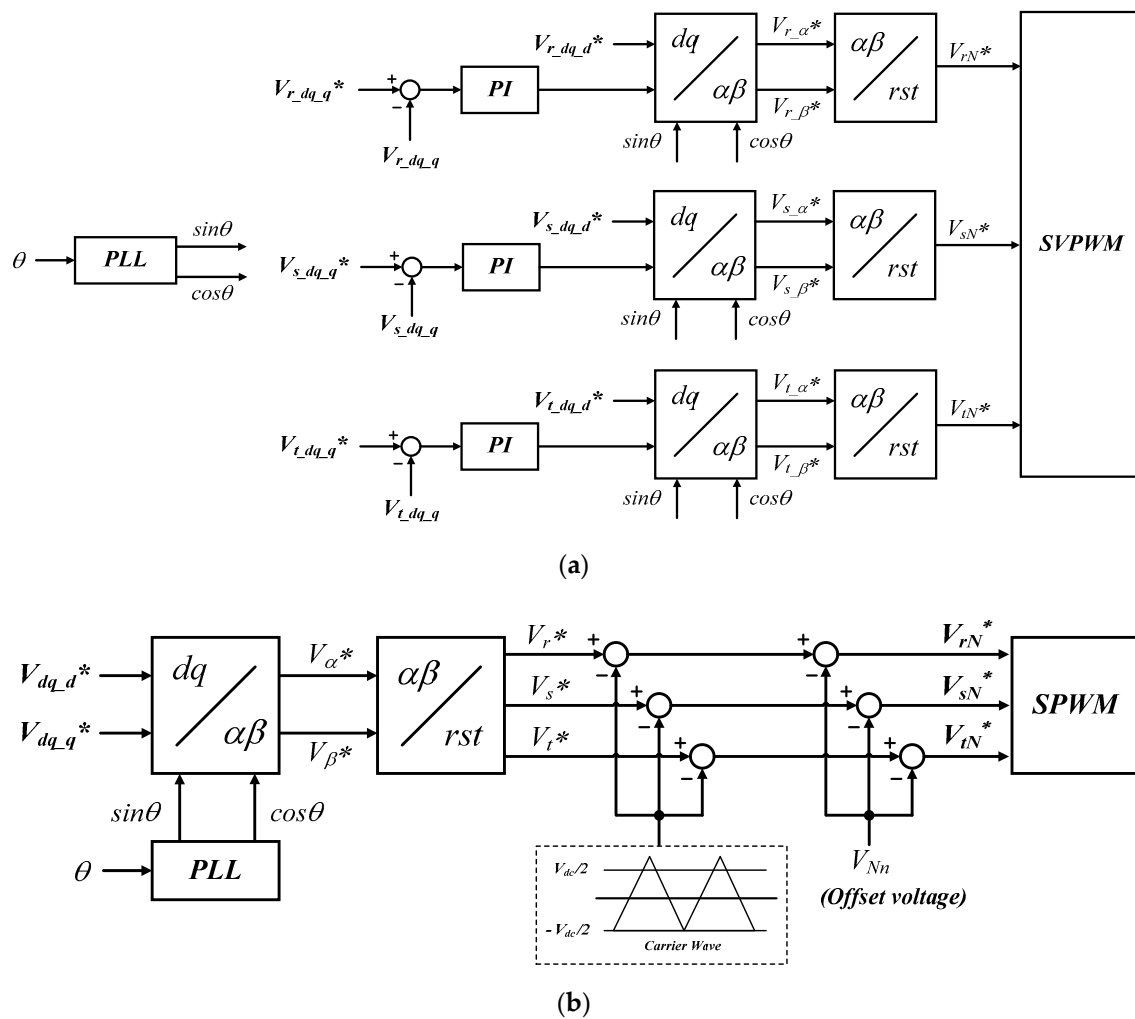 V_r_dq_d*
dq
αβ
V_r_α*
V_r_β*
αβ
rst
V_rN*
V_r_dq_q*
+
−
PI
V_r_dq_q
sinθ
cosθ
θ
PLL
sinθ
cosθ
V_s_dq_d*
dq
αβ
V_s_α*
V_s_β*
αβ
rst
V_sN*
SVPWM
V_s_dq_q*
+
−
PI
V_s_dq_q
sinθ
cosθ
V_t_dq_d*
dq
αβ
V_t_α*
V_t_β*
αβ
rst
V_tN*
V_t_dq_q*
+
−
PI
V_t_dq_q
sinθ
cosθ
(a)
V_dq_d*
V_dq_q*
dq
αβ
V_α*
V_β*
αβ
rst
V_r*
V_s*
V_t*
+
−
+
−
+
−
+
−
+
−
+
−
V_rN*
V_sN*
V_tN*
SPWM
sinθ
cosθ
θ
PLL
V_dc/2
-V_dc/2
Carrier Wave
V_Nn
(Offset voltage)
(b)